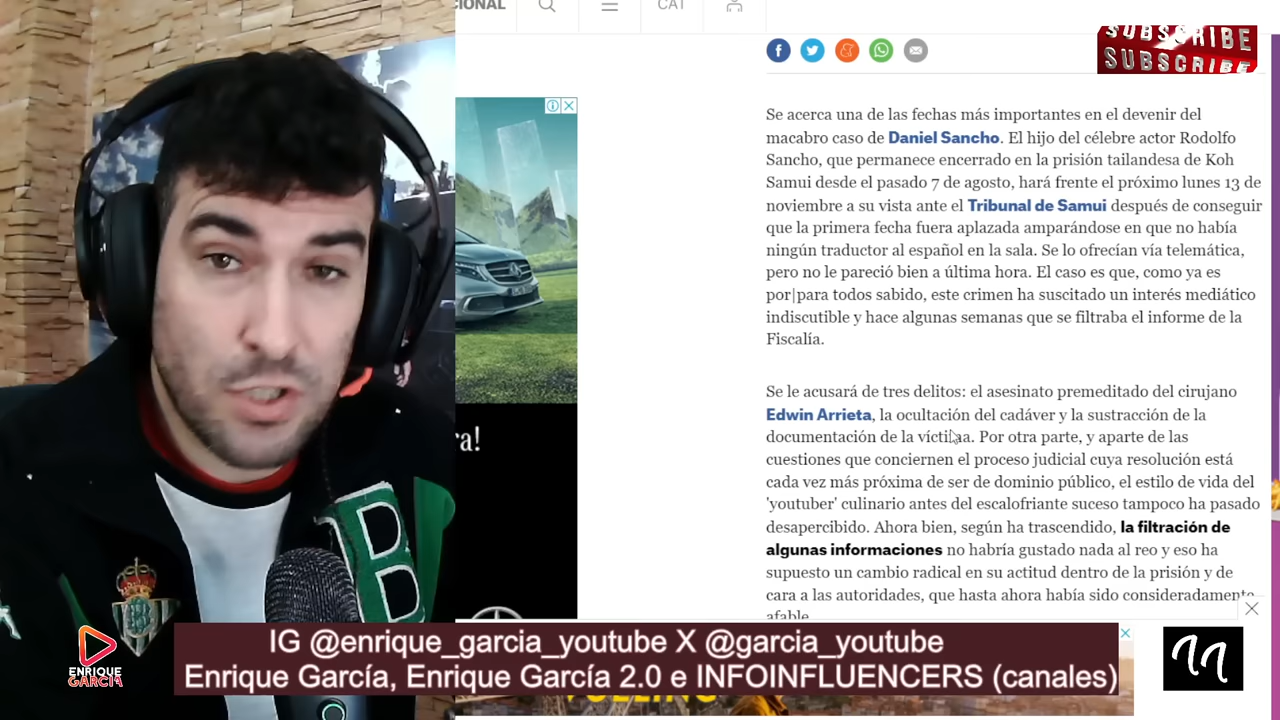 CIONAL
CAT
SUBSCRIBE
SUBSCRIBE
Se acerca una de las fechas más importantes en el devenir del
macabro caso de Daniel Sancho. El hijo del célebre actor Rodolfo
Sancho, que permanece encerrado en la prisión tailandesa de Koh
Samui desde el pasado 7 de agosto, hará frente el próximo lunes 13 de
noviembre a su vista ante el Tribunal de Samui después de conseguir
que la primera fecha fuera aplazada amparándose en que no había
ningún traductor al español en la sala. Se lo ofrecían vía telemática,
pero no le pareció bien a última hora. El caso es que, como ya es
por|para todos sabido, este crimen ha suscitado un interés mediático
indiscutible y hace algunas semanas que se filtraba el informe de la
Fiscalía.
Se le acusará de tres delitos: el asesinato premeditado del cirujano
Edwin Arrieta, la ocultación del cadáver y la sustracción de la
documentación de la víctima. Por otra parte, y aparte de las
cuestiones que conciernen el proceso judicial cuya resolución está
cada vez más próxima de ser de dominio público, el estilo de vida del
'youtuber' culinario antes del escalofriante suceso tampoco ha pasado
desapercibido. Ahora bien, según ha trascendido, la filtración de
algunas informaciones no habría gustado nada al reo y eso ha
supuesto un cambio radical en su actitud dentro de la prisión y de
cara a las autoridades, que hasta ahora había sido consideradamente
afable.
ra!
B
ENRIQUE
GARCÍA
IG @enrique_garcia_youtube X @garcia_youtube
Enrique García, Enrique García 2.0 e INFOINFLUENCERS (canales)